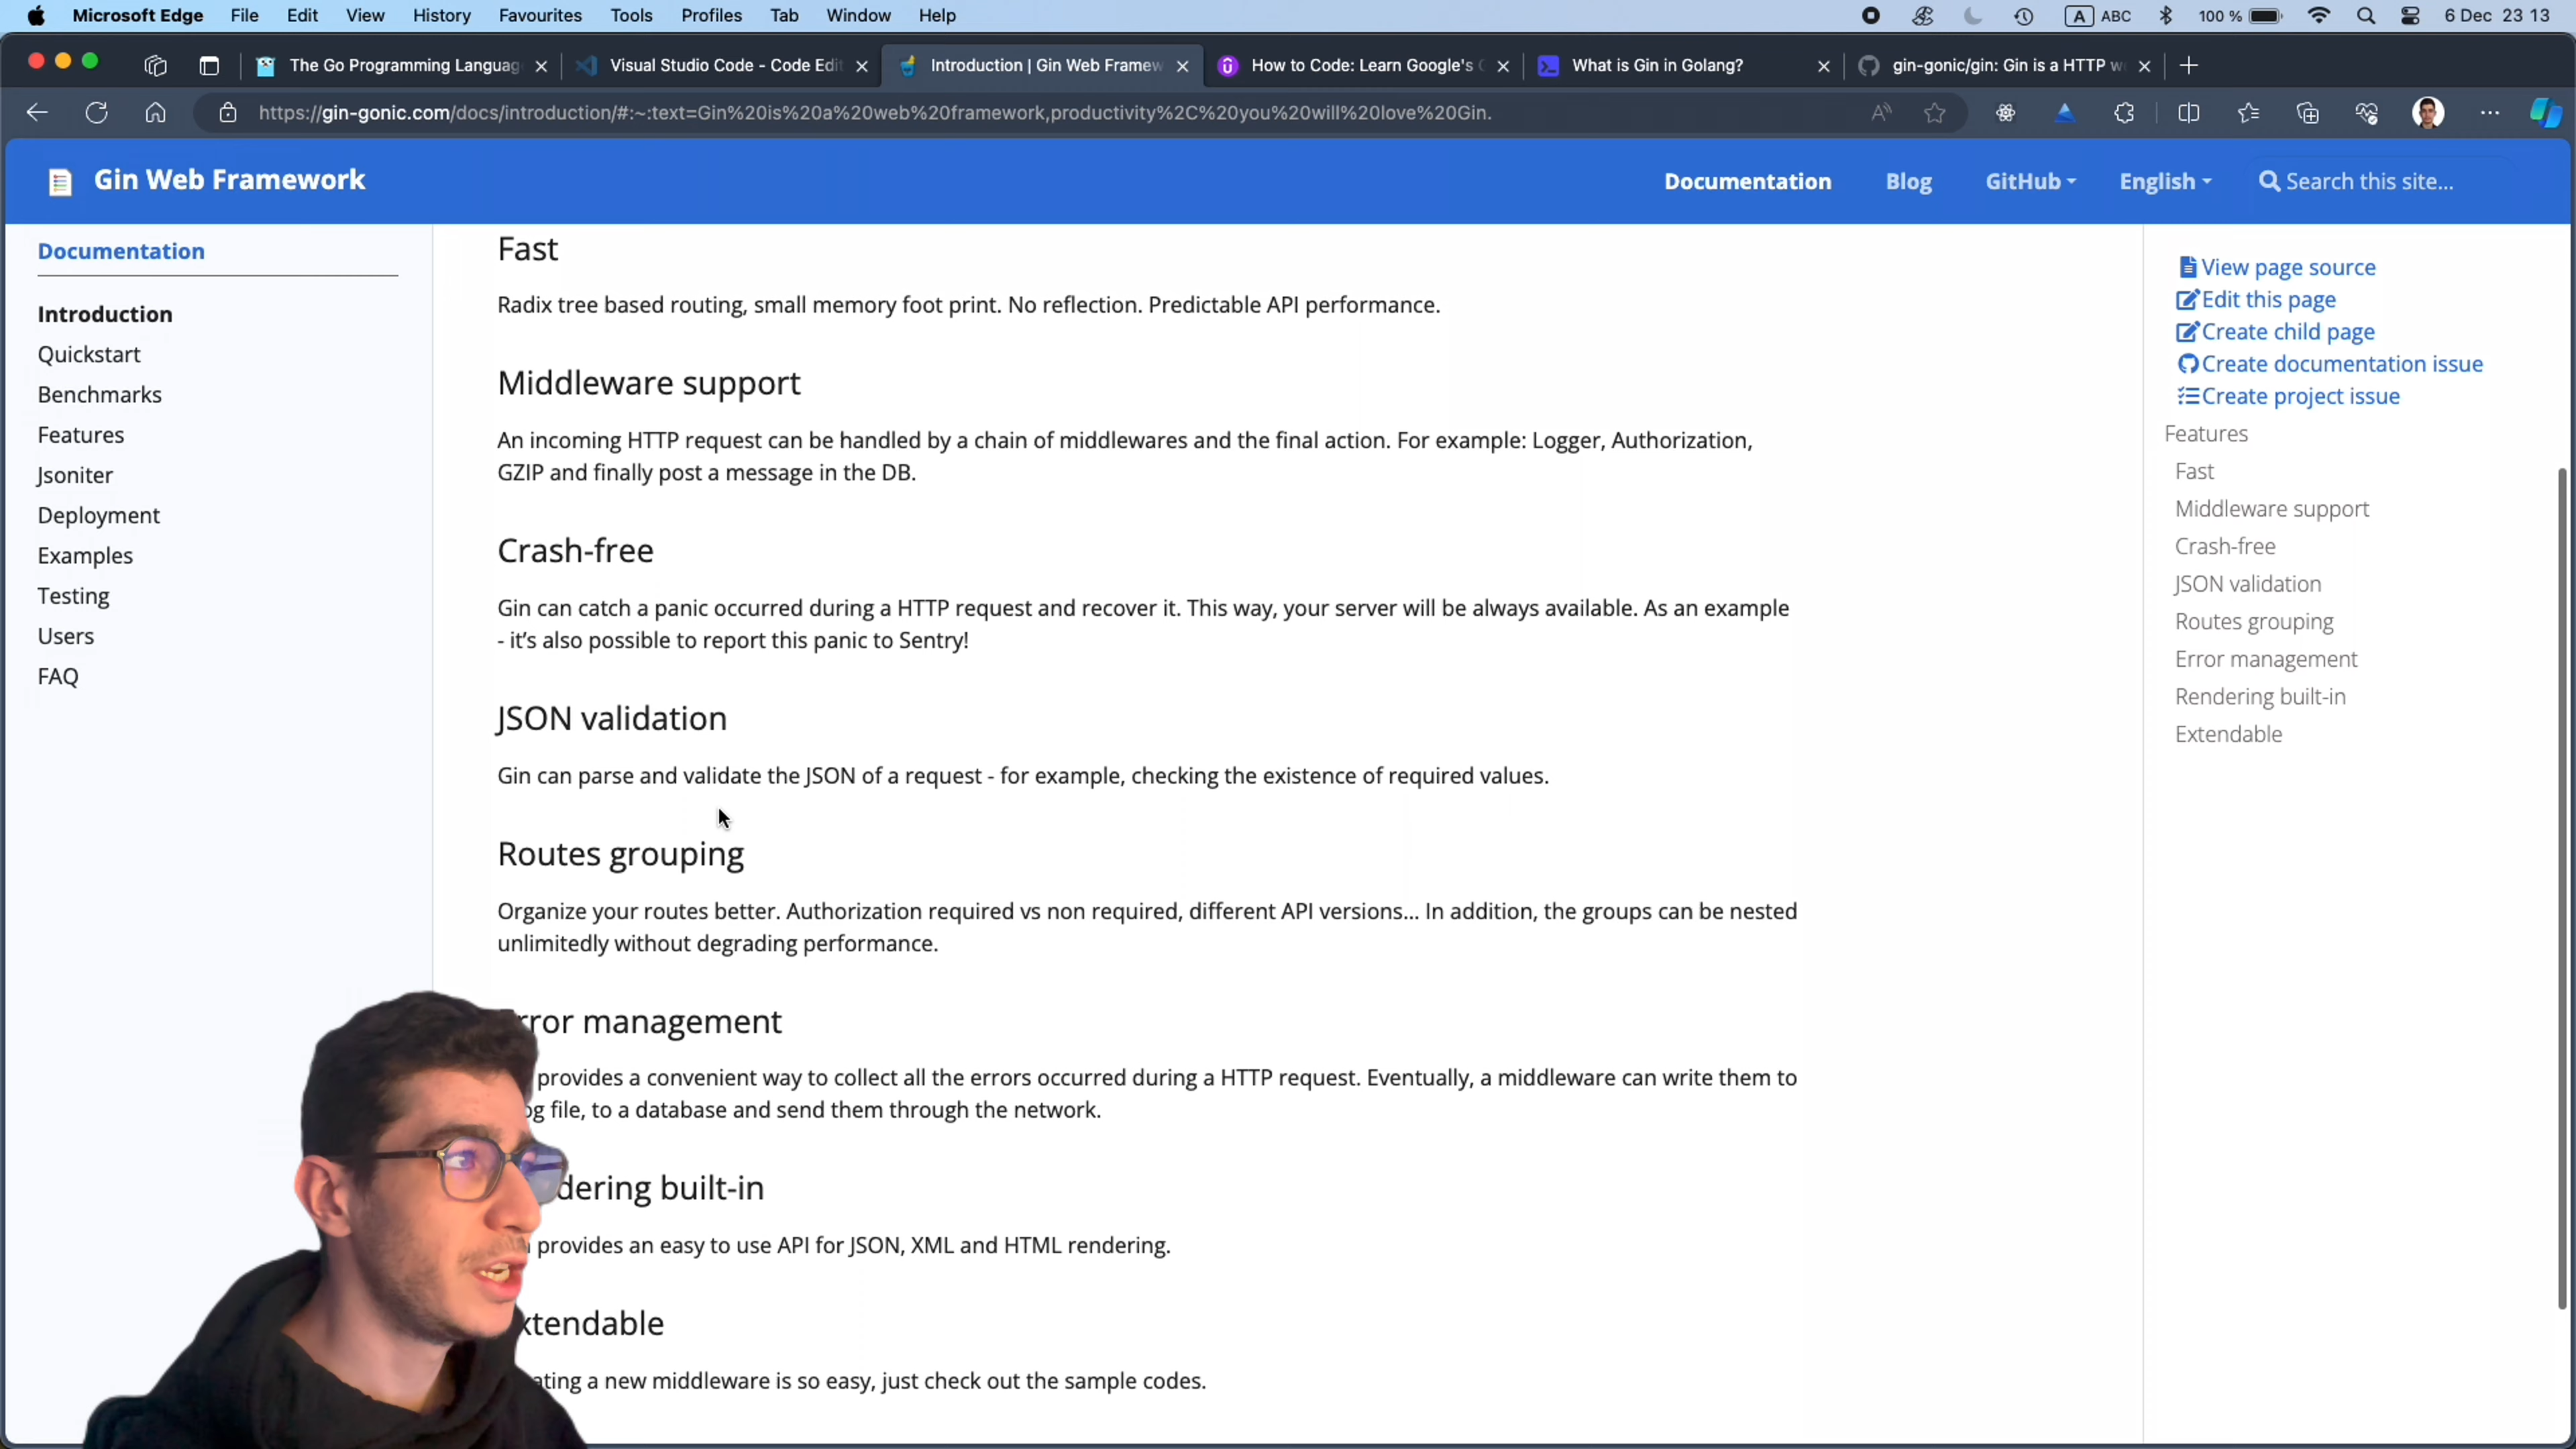 Microsoft Edge File Edit View History Favourites Tools Profiles Tab Window Help A ABC 100 % 6 Dec 23 13
The Go Programming Languag Visual Studio Code - Code Edit Introduction | Gin Web Framew How to Code: Learn Google's What is Gin in Golang? gin-gonic/gin: Gin is a HTTP w
https://gin-gonic.com/docs/introduction/#:~:text=Gin%20is%20a%20web%20framework,productivity%2C%20you%20will%20love%20Gin.
Gin Web Framework Documentation Blog GitHub English Search this site...
Documentation
Introduction
Quickstart
Benchmarks
Features
Jsoniter
Deployment
Examples
Testing
Users
FAQ
Fast
Radix tree based routing, small memory foot print. No reflection. Predictable API performance.
Middleware support
An incoming HTTP request can be handled by a chain of middlewares and the final action. For example: Logger, Authorization,
GZIP and finally post a message in the DB.
Crash-free
Gin can catch a panic occurred during a HTTP request and recover it. This way, your server will be always available. As an example
- it’s also possible to report this panic to Sentry!
JSON validation
Gin can parse and validate the JSON of a request - for example, checking the existence of required values.
Routes grouping
Organize your routes better. Authorization required vs non required, different API versions... In addition, the groups can be nested
unlimitedly without degrading performance.
rror management
provides a convenient way to collect all the errors occurred during a HTTP request. Eventually, a middleware can write them to
og file, to a database and send them through the network.
dering built-in
provides an easy to use API for JSON, XML and HTML rendering.
xtendable
ating a new middleware is so easy, just check out the sample codes.
View page source
Edit this page
Create child page
Create documentation issue
Create project issue
Features
Fast
Middleware support
Crash-free
JSON validation
Routes grouping
Error management
Rendering built-in
Extendable